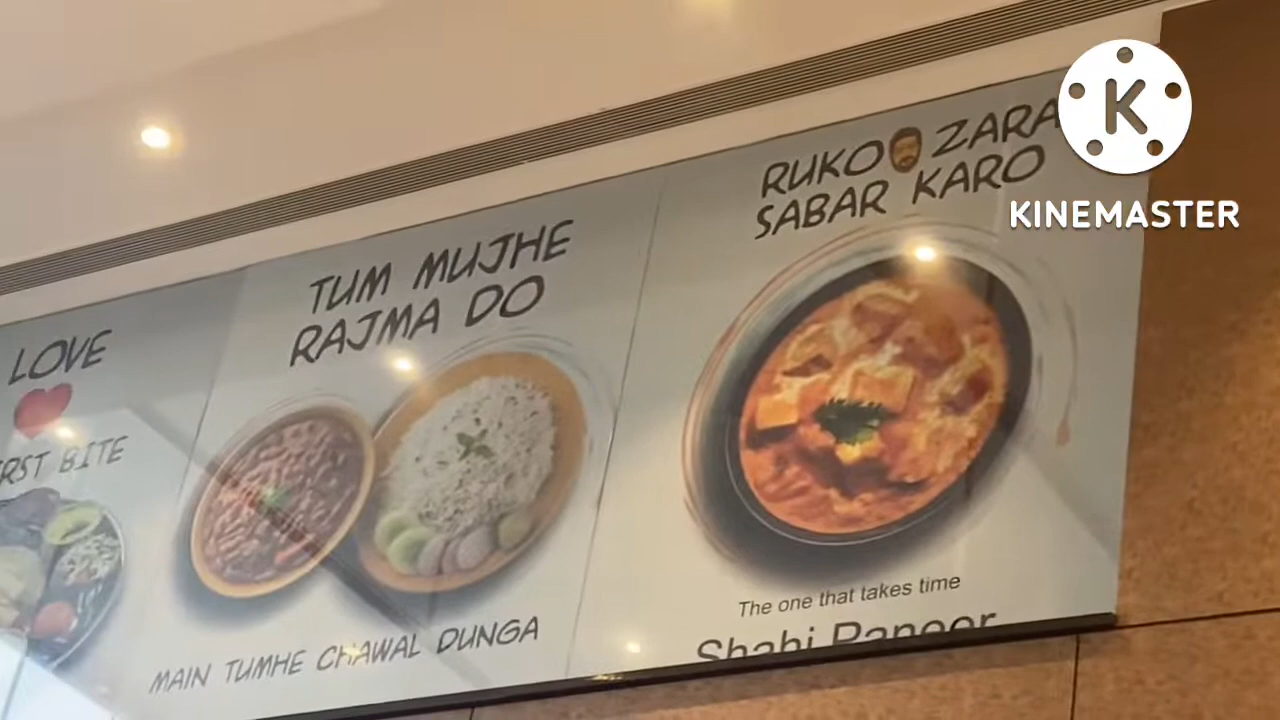 LOVE
BITE
TUM MUJHE
RAJMA DO
MAIN TUMHE CHAWAL DUNGA
RUKO ZARA
SABAR KARO
The one that takes time
Shahi Paneer
K
KINEMASTER